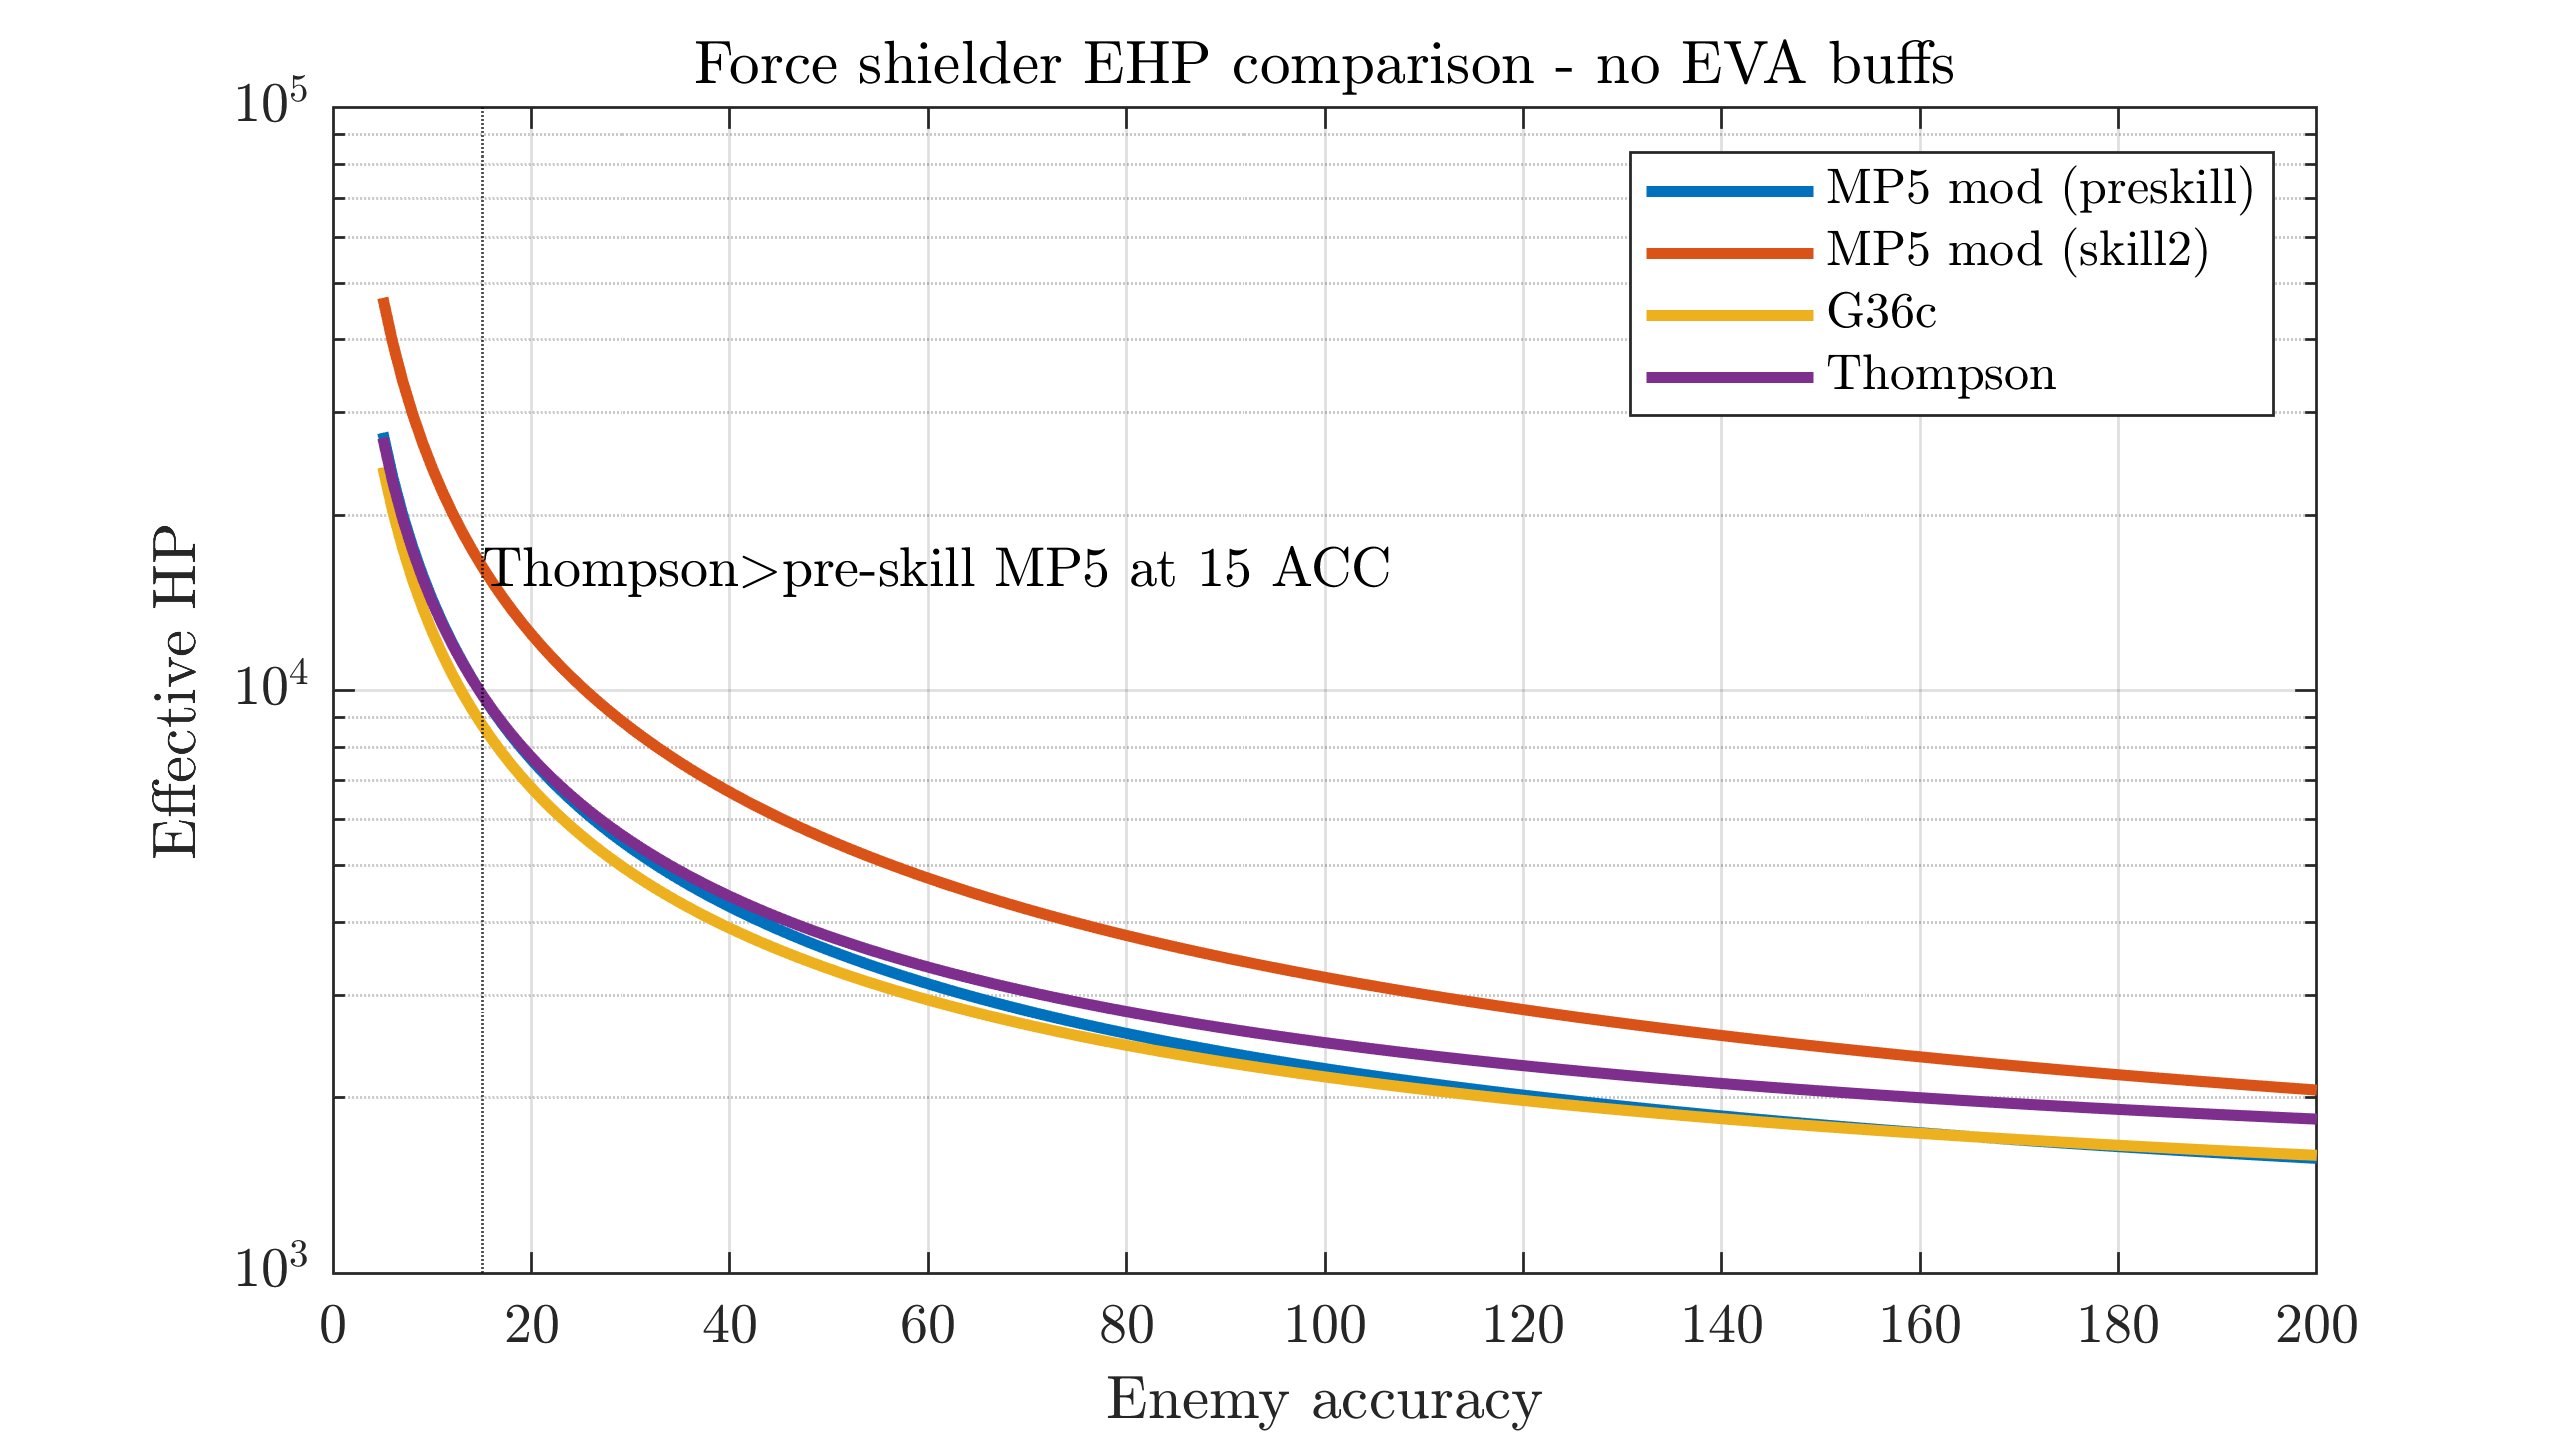 Force shielder EHP comparison - no EVA buffs
10^5
10^4
10^3
Effective HP
MP5 mod (preskill)
MP5 mod (skill2)
G36c
Thompson
Thompson>pre-skill MP5 at 15 ACC
0 20 40 60 80 100 120 140 160 180 200
Enemy accuracy